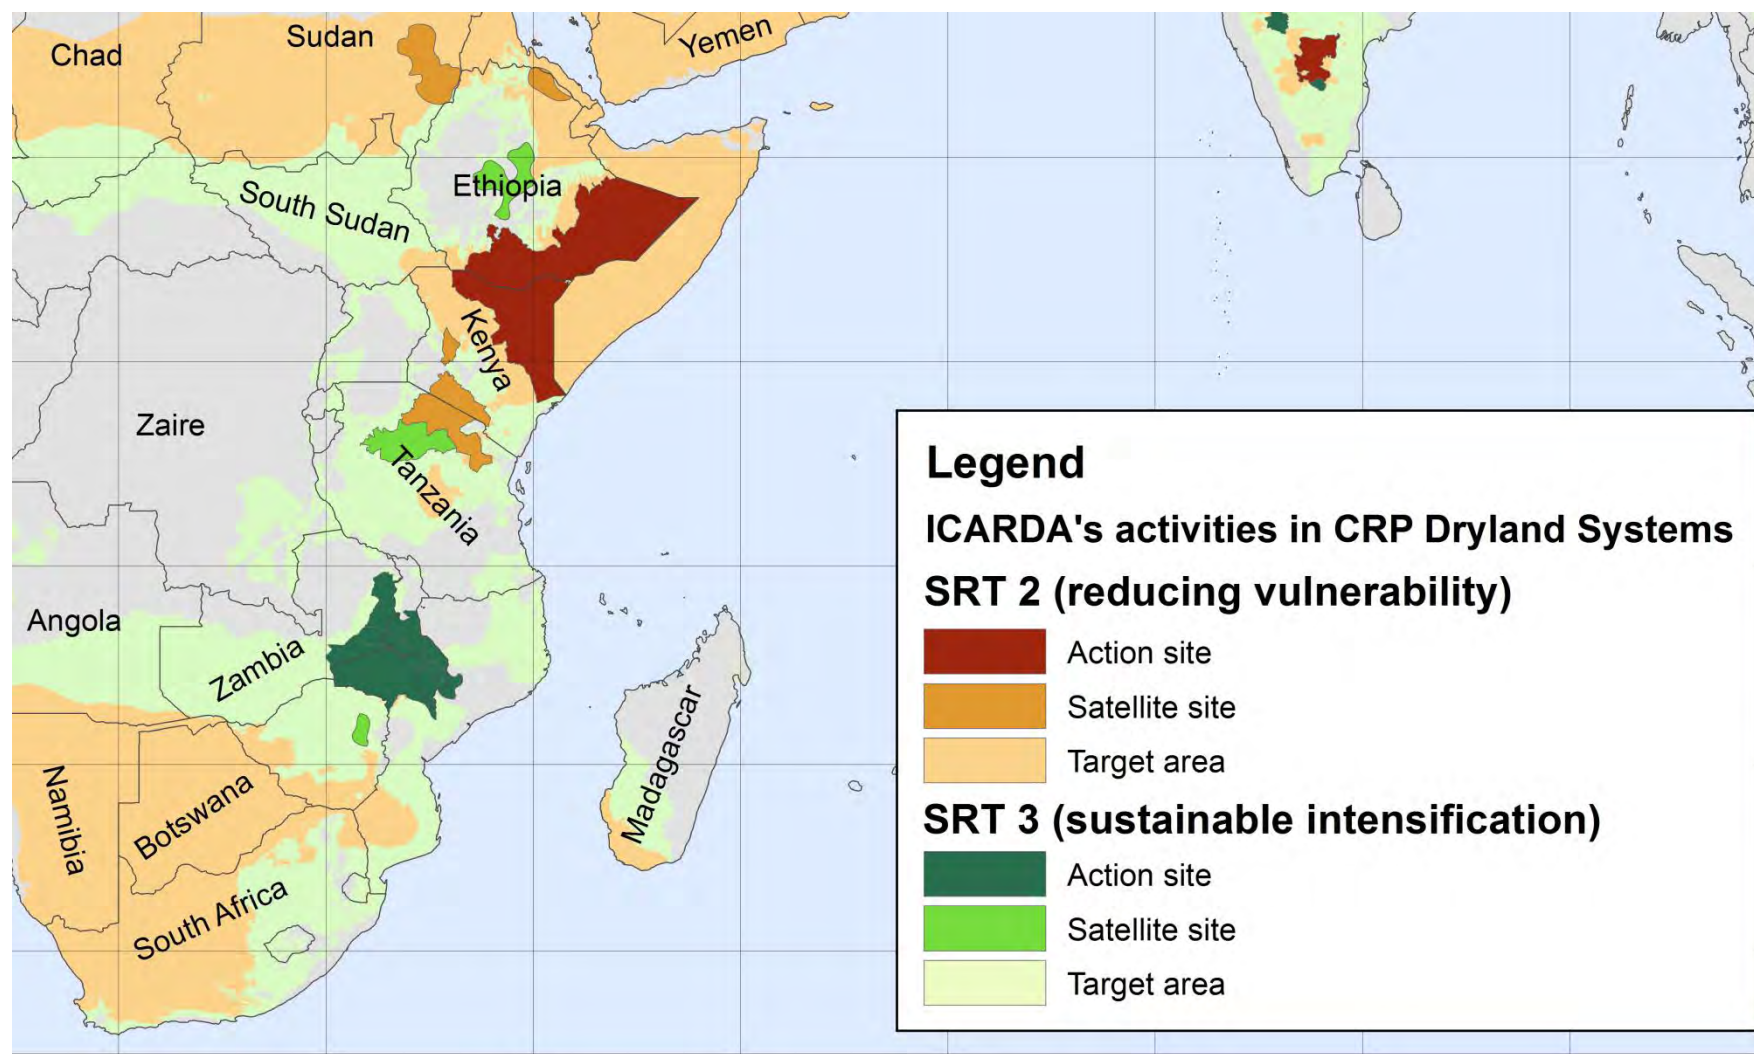 Chad
Sudan
Yemen
Ethiopia
South Sudan
Kenya
Zaire
Tanzania
Angola
Zambia
Madagascar
Namibia
Botswana
South Africa
Legend
ICARDA's activities in CRP Dryland Systems
SRT 2 (reducing vulnerability)
Action site
Satellite site
Target area
SRT 3 (sustainable intensification)
Action site
Satellite site
Target area